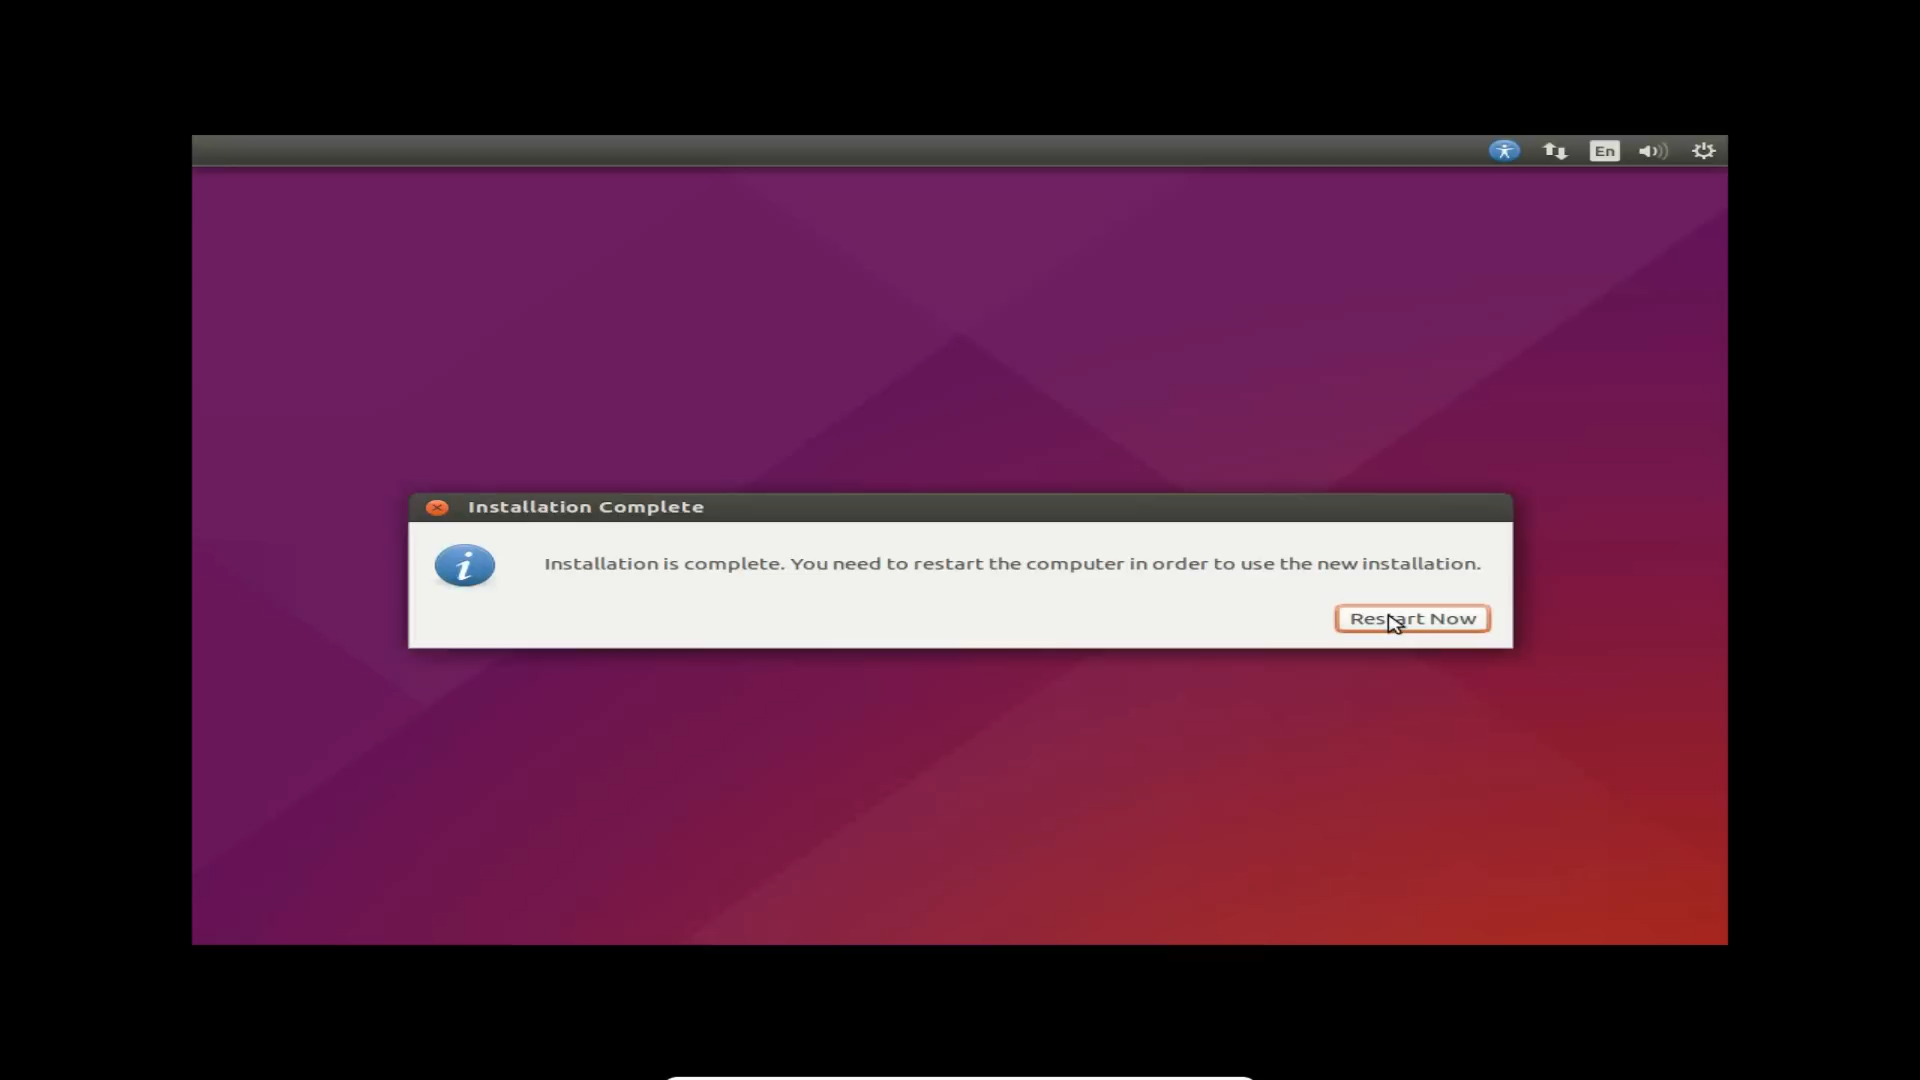 En
Installation Complete
Installation is complete. You need to restart the computer in order to use the new installation.
Restart Now